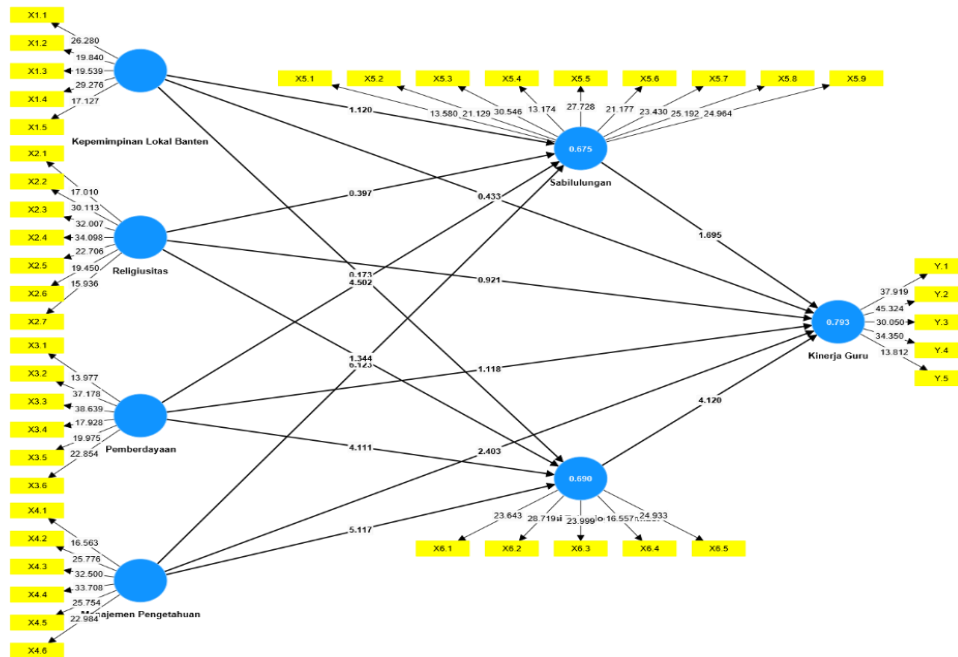 X1.1
26.280
X1.2
19.840
X1.3
19.539
X1.4
29.276
X1.5
17.127
Kepemimpinan Lokal Banten
X2.1
17.010
X2.2
30.113
X2.3
32.007
X2.4
34.098
X2.5
22.706
X2.6
19.450
X2.7
15.936
Religiusitas
X3.1
13.977
X3.2
37.178
X3.3
38.639
X3.4
17.928
X3.5
19.975
X3.6
22.854
Pemberdayaan
X4.1
16.563
X4.2
25.776
X4.3
32.500
X4.4
33.708
X4.5
25.754
X4.6
22.984
Manajemen Pengetahuan
X5.1 X5.2 X5.3 X5.4 X5.5 X5.6 X5.7 X5.8 X5.9
13.580 21.129 30.546 13.174 27.728 21.177 23.430 25.192 24.964
0.675
Sabilulungan
1.120
0.397
0.433
0.173
4.502
0.921
1.344
6.123
1.118
4.111
2.403
5.117
1.695
4.120
0.690
23.643 28.719 23.999 16.557 24.933
X6.1 X6.2 X6.3 X6.4 X6.5
0.793
Kinerja Guru
Y.1
37.919
Y.2
45.324
Y.3
30.050
Y.4
34.350
Y.5
13.812